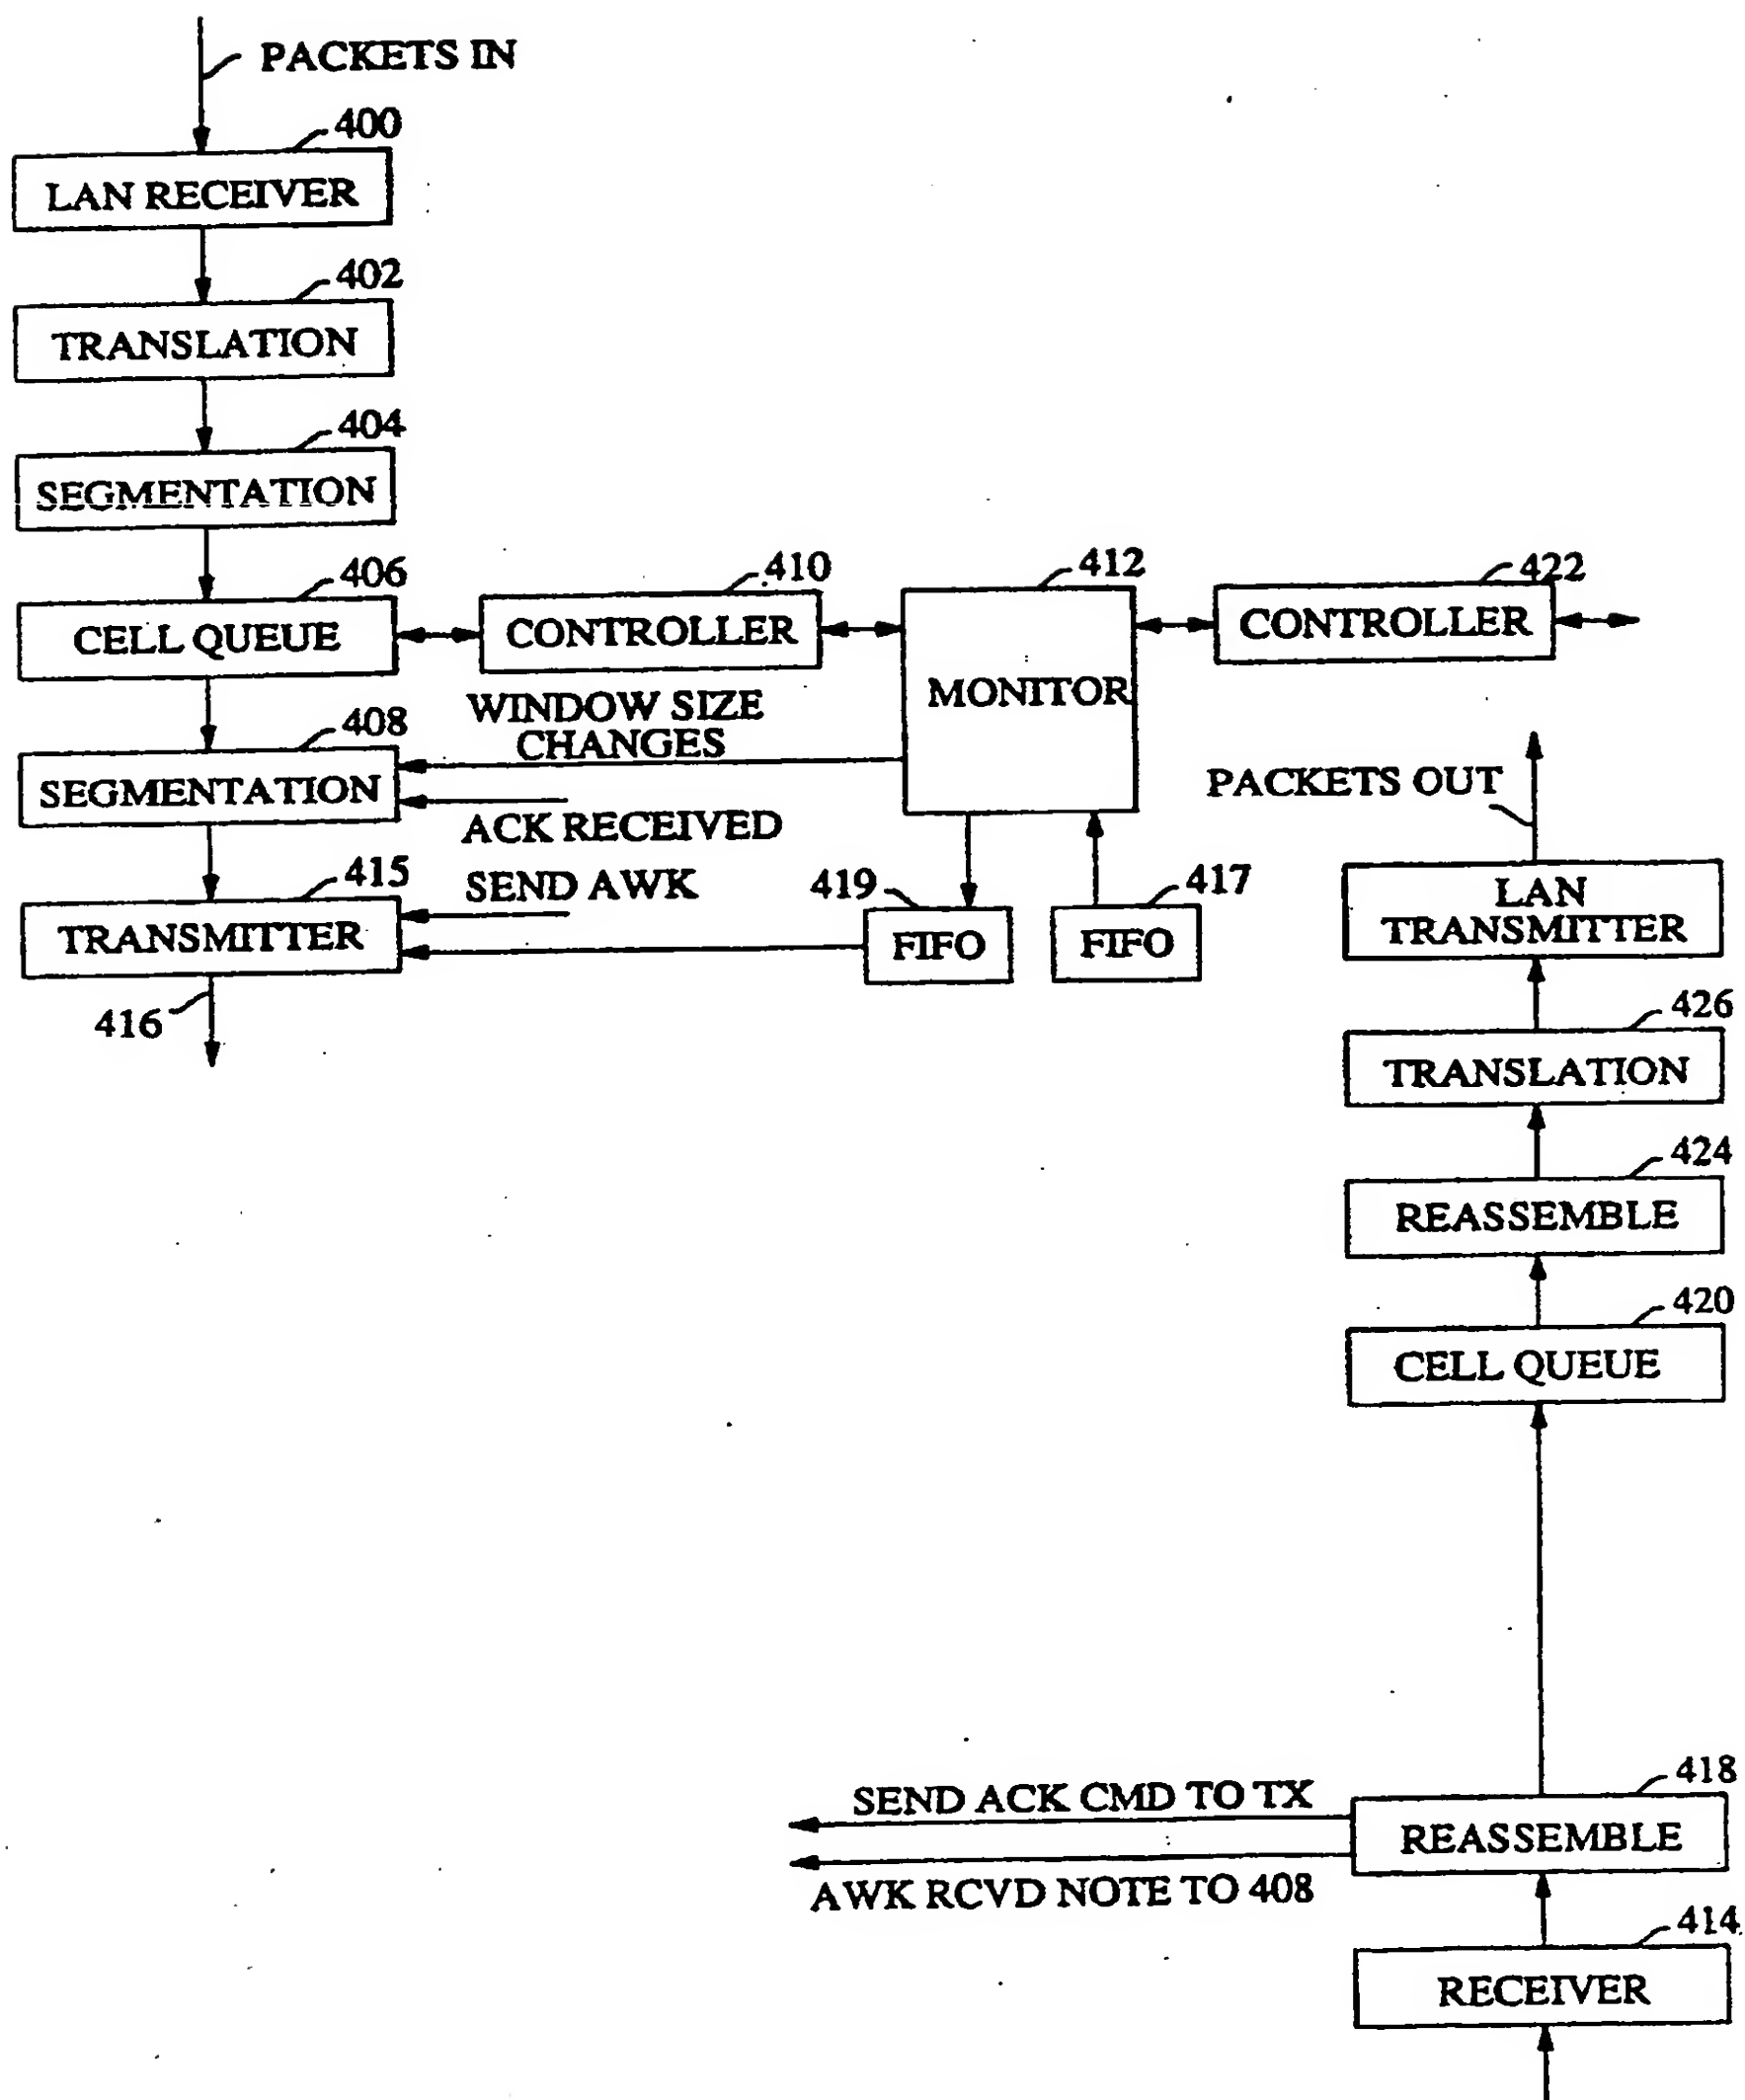 PACKETS IN
400
LAN RECEIVER
402
TRANSLATION
404
SEGMENTATION
406
CELL QUEUE
410
CONTROLLER
412
MONITOR
422
CONTROLLER
WINDOW SIZE
CHANGES
408
SEGMENTATION
ACK RECEIVED
PACKETS OUT
415
TRANSMITTER
SEND AWK
419
FIFO
417
FIFO
416
LAN
TRANSMITTER
426
TRANSLATION
424
REASSEMBLE
420
CELL QUEUE
418
REASSEMBLE
SEND ACK CMD TO TX
AWK RCVD NOTE TO 408
414
RECEIVER